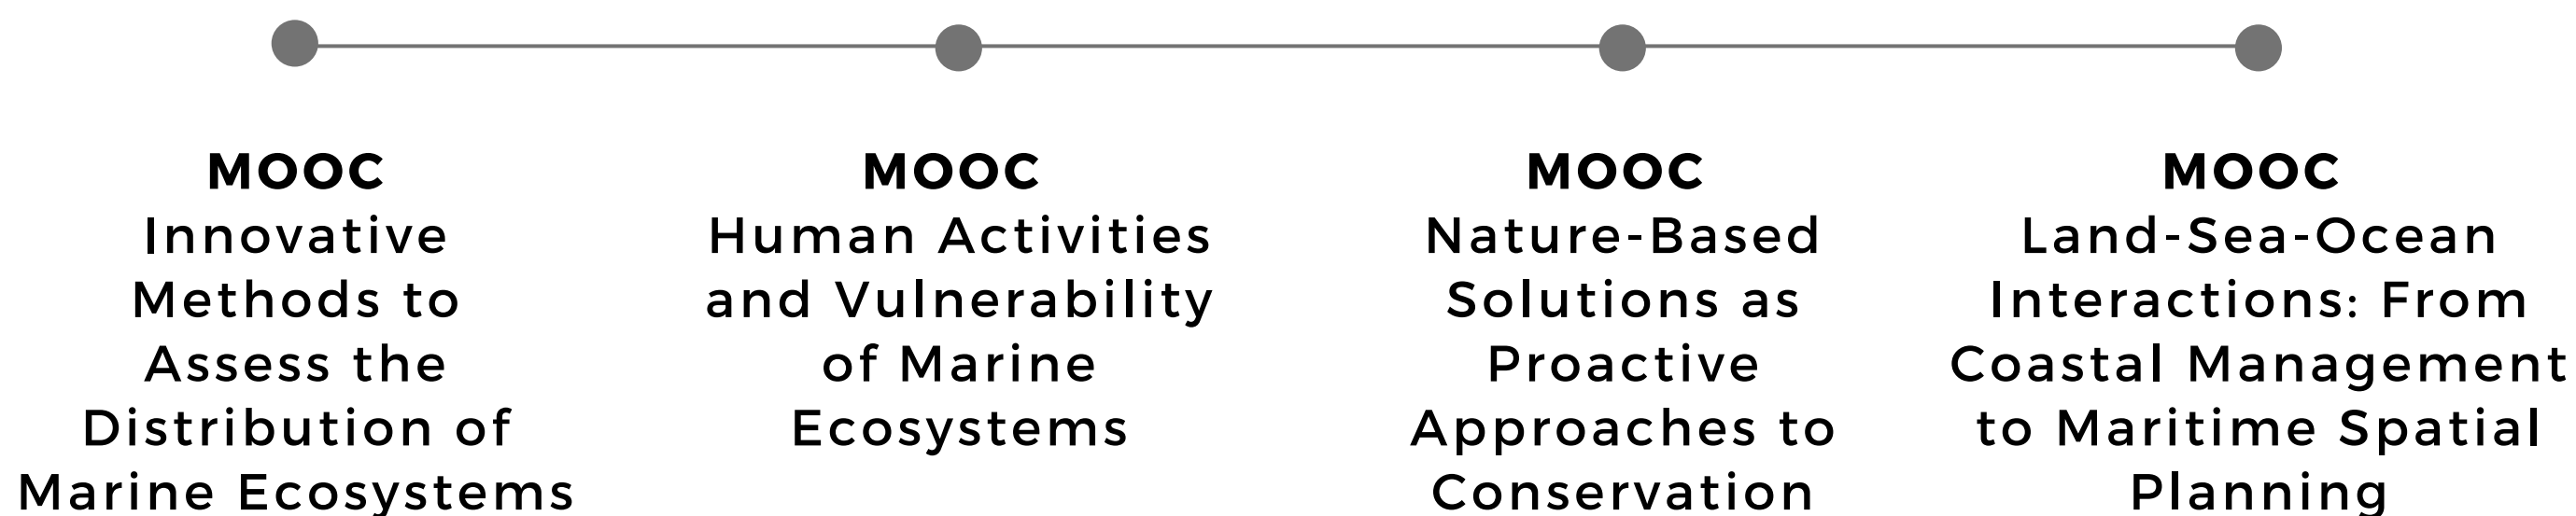 MOOC
Innovative
Methods to
Assess the
Distribution of
Marine Ecosystems
MOOC
Human Activities
and Vulnerability
of Marine
Ecosystems
MOOC
Nature-Based
Solutions as
Proactive
Approaches to
Conservation
MOOC
Land-Sea-Ocean
Interactions: From
Coastal Management
to Maritime Spatial
Planning